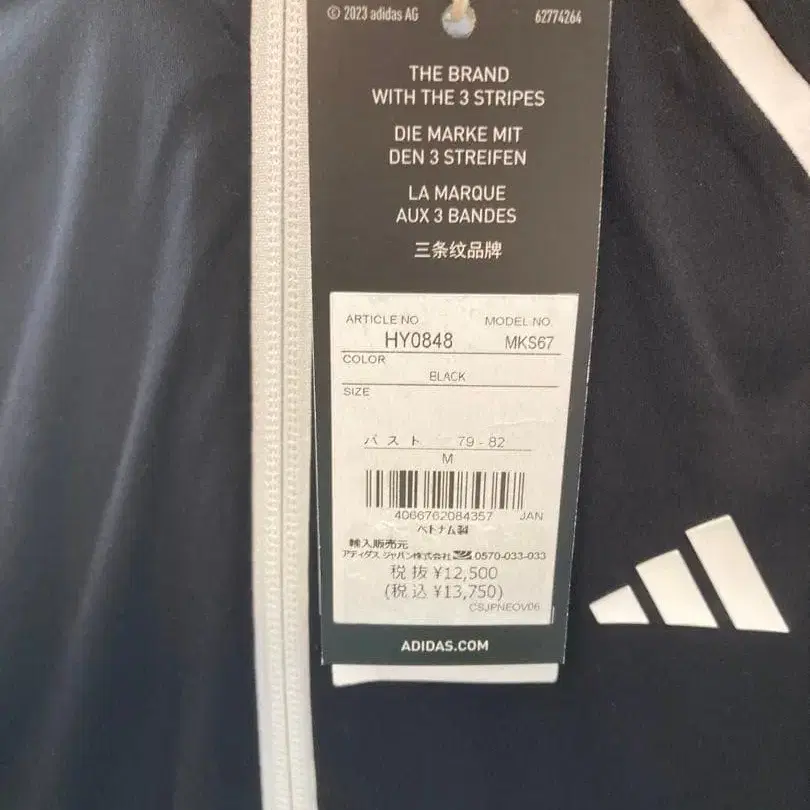 © 2023 adidas AG 62774264
THE BRAND
WITH THE 3 STRIPES
DIE MARKE MIT
DEN 3 STREIFEN
LA MARQUE
AUX 3 BANDES
三条纹品牌
ARTICLE NO. MODEL NO.
HY0848 MKS67
COLOR
BLACK
SIZE
バスト 79-82
M
4066762084357 JAN
ベトナム製
輸入販売元
アディダス ジャパン株式会社 0570-033-033
税抜 ¥12,500
(税込 ¥13,750)
CSJPNEOV06
ADIDAS.COM